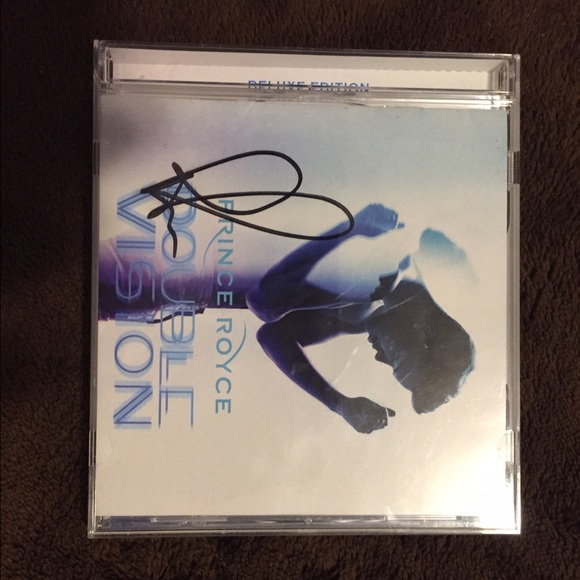 DELUXE EDITION
PRINCE ROYCE
DOUBLE
VISION